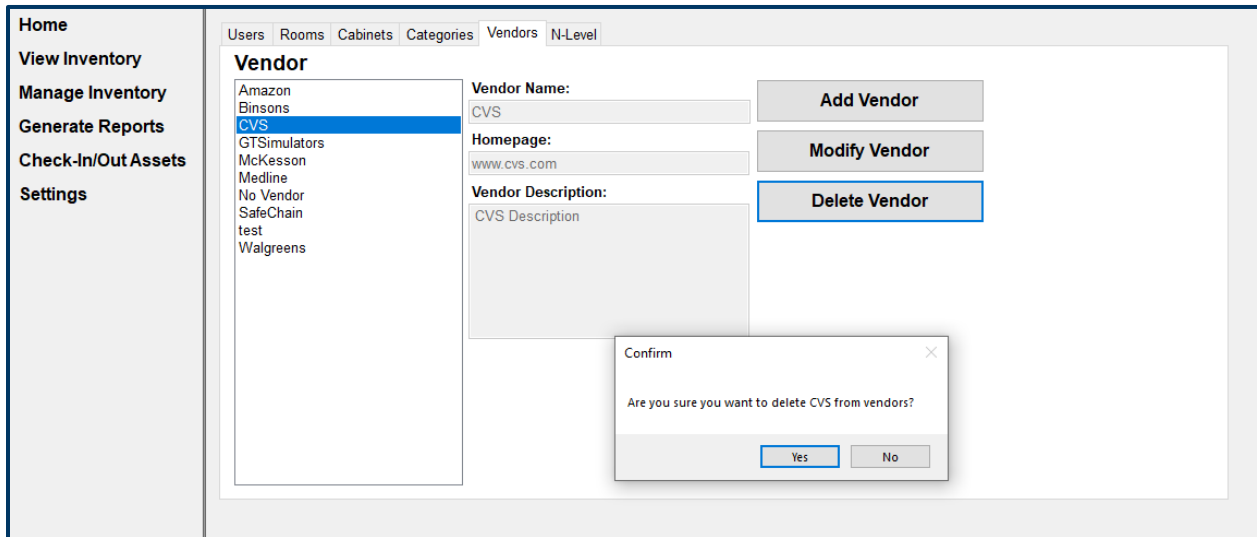 Home
View Inventory
Manage Inventory
Generate Reports
Check-In/Out Assets
Settings
Users Rooms Cabinets Categories Vendors N-Level
Vendor
Amazon
Binsons
CVS
GTSimulators
McKesson
Medline
No Vendor
SafeChain
test
Walgreens
Vendor Name:
CVS
Homepage:
www.cvs.com
Vendor Description:
CVS Description
Add Vendor
Modify Vendor
Delete Vendor
Confirm
Are you sure you want to delete CVS from vendors?
Yes No